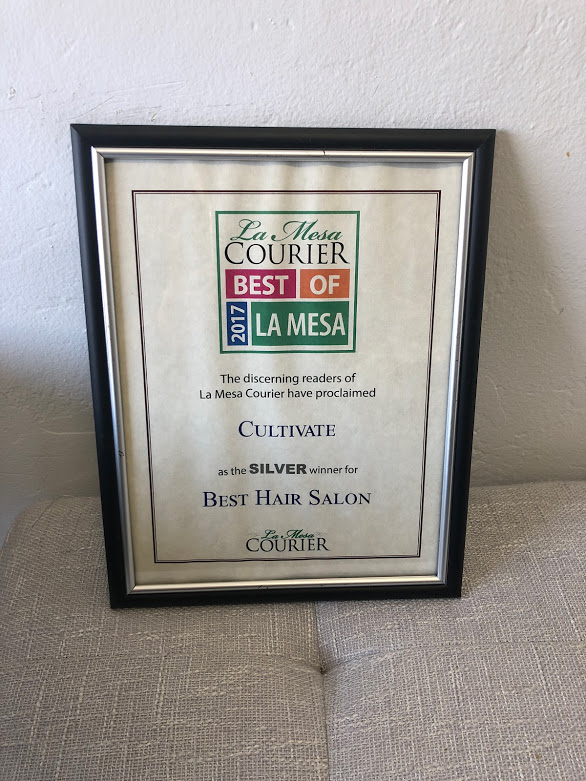 La Mesa
COURIER
BEST OF
2017 LA MESA
The discerning readers of
La Mesa Courier have proclaimed
CULTIVATE
as the SILVER winner for
BEST HAIR SALON
La Mesa
COURIER